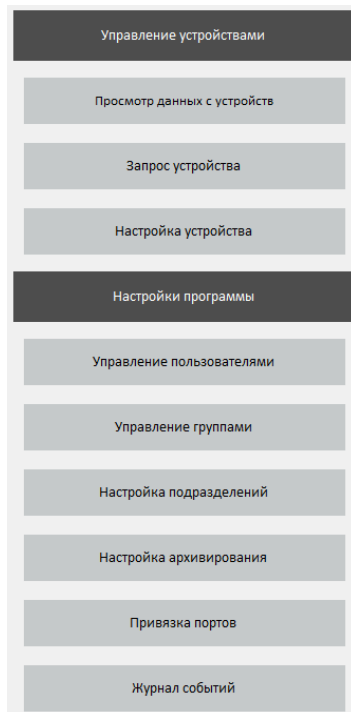 Управление устройствами
Просмотр данных с устройств
Запрос устройства
Настройка устройства
Настройки программы
Управление пользователями
Управление группами
Настройка подразделений
Настройка архивирования
Привязка портов
Журнал событий